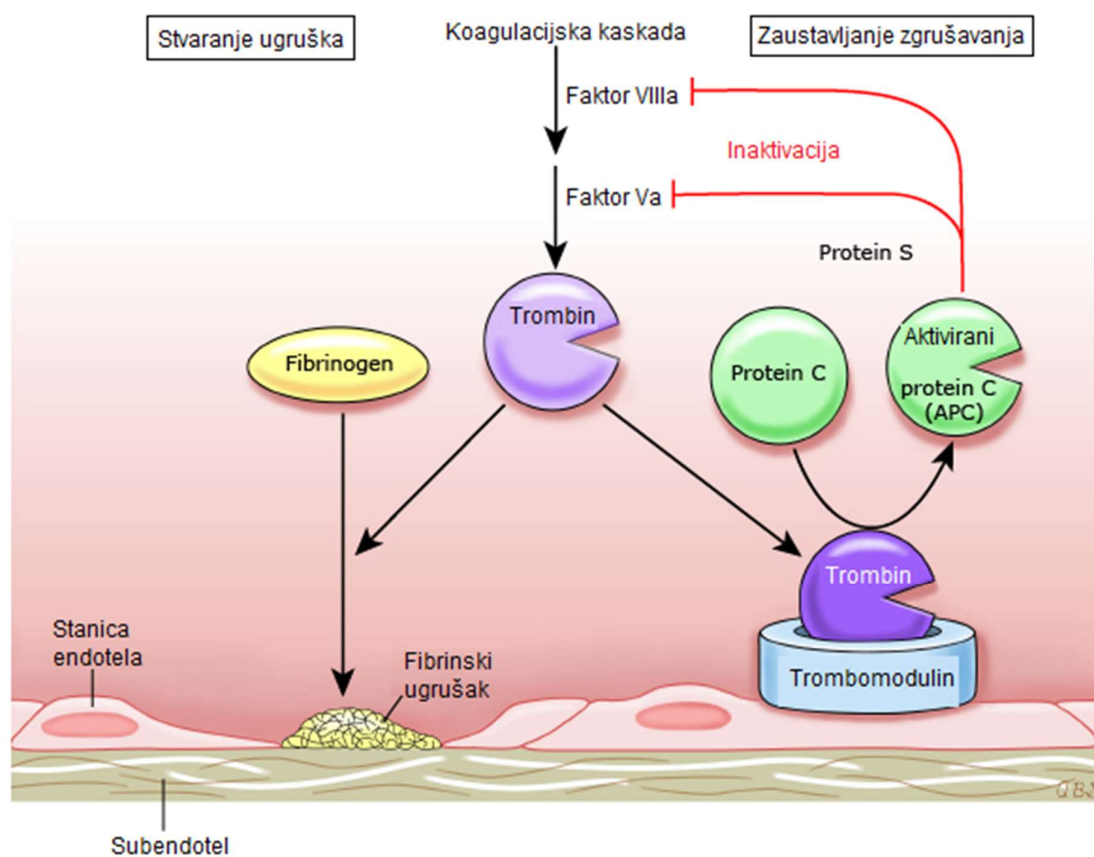 Stvaranje ugruška
Koagulacijska kaskada
Zaustavljanje zgrušavanja
Faktor VIIIa
Inaktivacija
Faktor Va
Protein S
Trombin
Fibrinogen
Protein C
Aktivirani
protein C
(APC)
Trombin
Trombomodulin
Stanica
endotela
Fibrinski
ugrušak
Subendotel